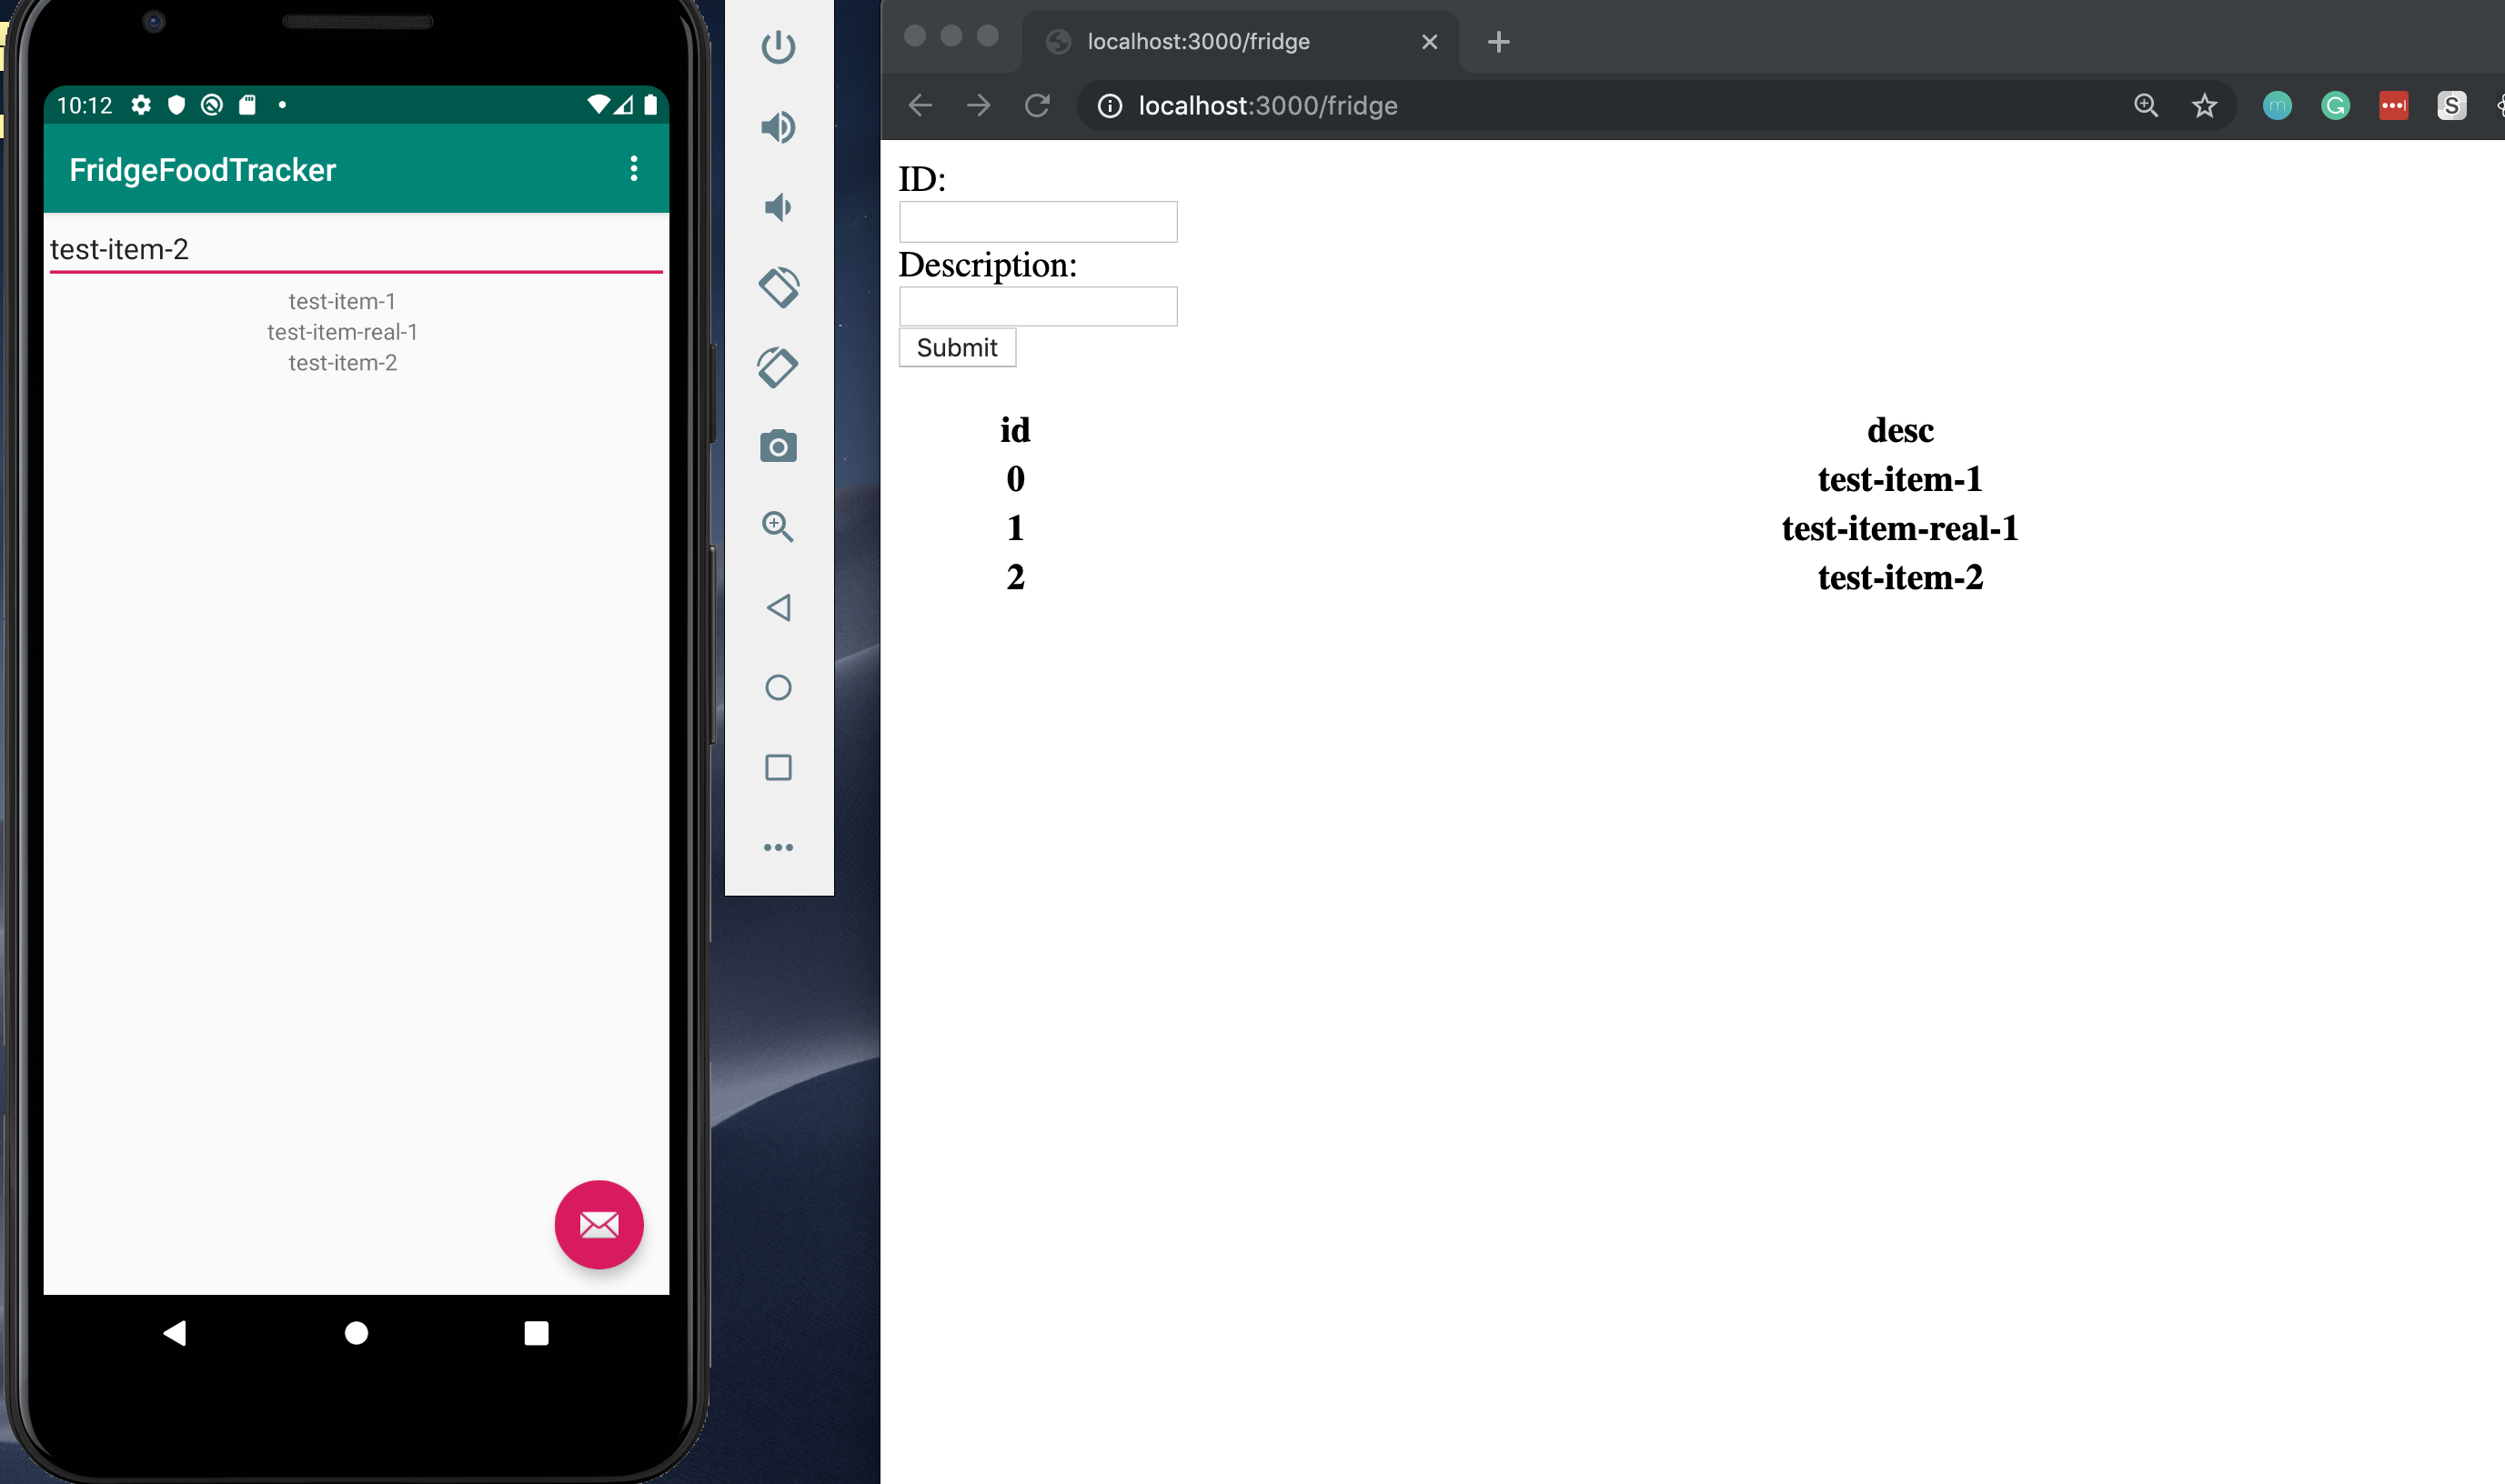 10:12
FridgeFoodTracker
test-item-2
test-item-1
test-item-real-1
test-item-2
localhost:3000/fridge
localhost:3000/fridge
m
G
S
ID:
Description:
Submit
id desc
0 test-item-1
1 test-item-real-1
2 test-item-2